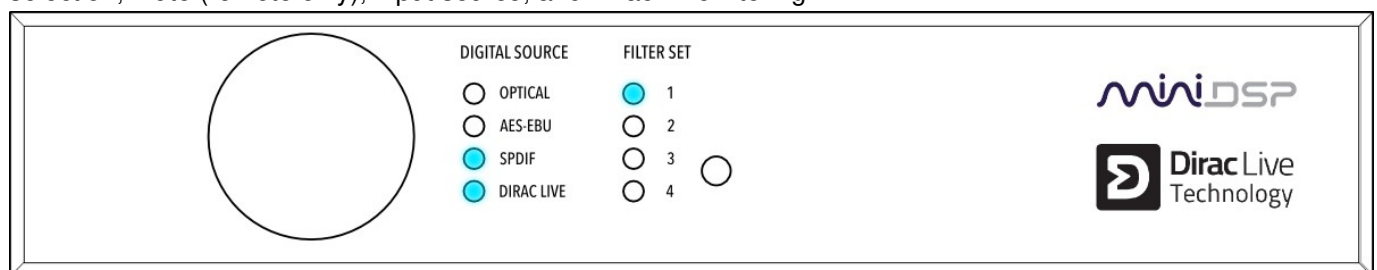 DIGITAL SOURCE FILTER SET
OPTICAL 1
AES-EBU 2
SPDIF 3
DIRAC LIVE 4
miniDSP
Dirac Live
Technology